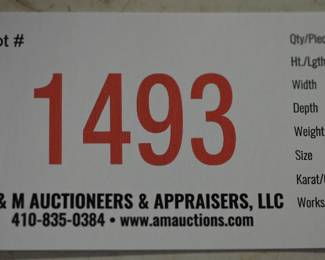 ot #
1493
& M AUCTIONEERS & APPRAISERS, LLC
410-835-0384 • www.amauctions.com
Qty/Piec
Ht./Lgth
Width
Depth
Weight
Size
Karat/
Works